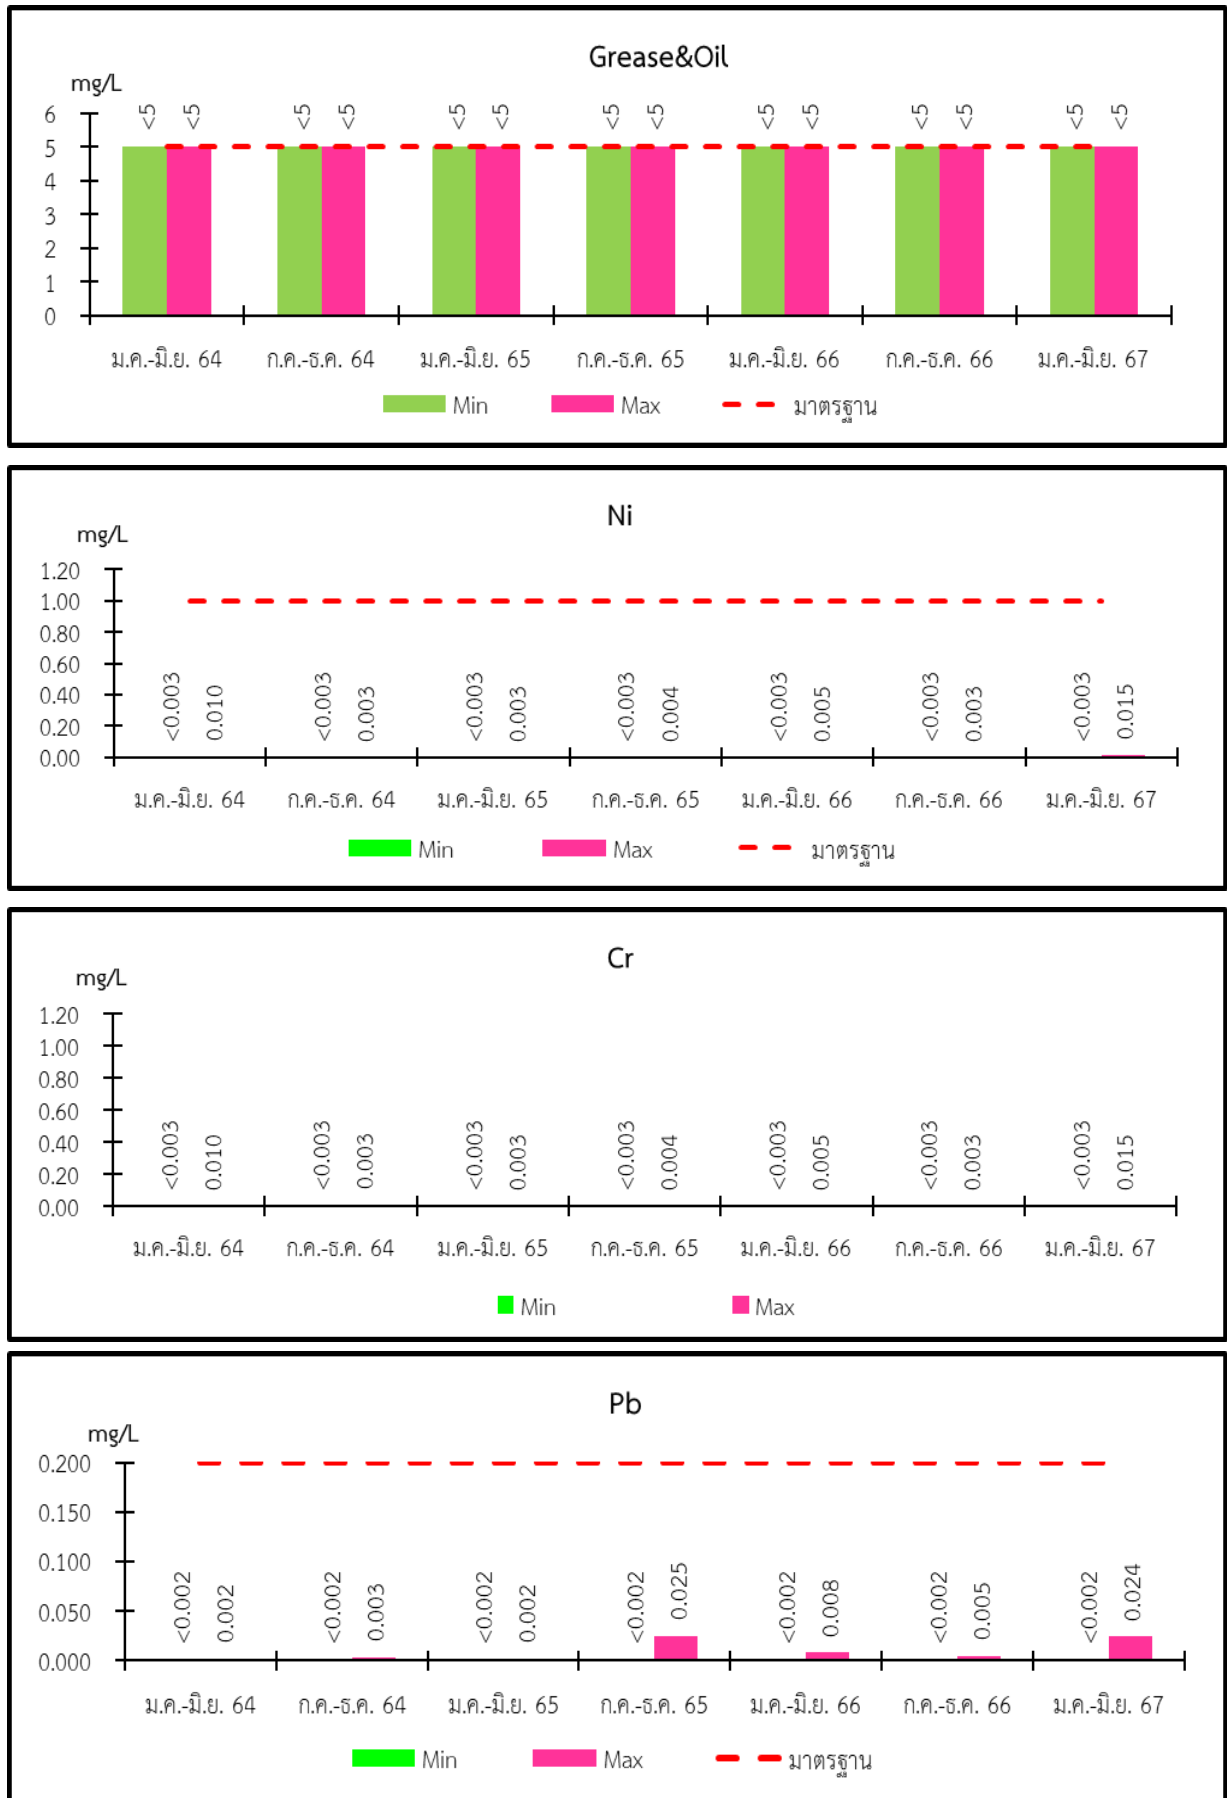 Grease&Oil
mg/L
<5 <5 <5 <5 <5 <5 <5 <5 <5 <5 <5 <5 <5 <5
6
5
4
3
2
1
0
ม.ค.-มิ.ย. 64 ก.ค.-ธ.ค. 64 ม.ค.-มิ.ย. 65 ก.ค.-ธ.ค. 65 ม.ค.-มิ.ย. 66 ก.ค.-ธ.ค. 66 ม.ค.-มิ.ย. 67
Min Max มาตรฐาน
Ni
mg/L
1.20
1.00
0.80
0.60
0.40
0.20
0.00
<0.003 0.010 <0.003 0.003 <0.003 0.003 <0.003 0.004 <0.003 0.005 <0.003 0.003 <0.003 0.015
ม.ค.-มิ.ย. 64 ก.ค.-ธ.ค. 64 ม.ค.-มิ.ย. 65 ก.ค.-ธ.ค. 65 ม.ค.-มิ.ย. 66 ก.ค.-ธ.ค. 66 ม.ค.-มิ.ย. 67
Min Max มาตรฐาน
Cr
mg/L
1.20
1.00
0.80
0.60
0.40
0.20
0.00
<0.003 0.010 <0.003 0.003 <0.003 0.003 <0.003 0.004 <0.003 0.005 <0.003 0.003 <0.003 0.015
ม.ค.-มิ.ย. 64 ก.ค.-ธ.ค. 64 ม.ค.-มิ.ย. 65 ก.ค.-ธ.ค. 65 ม.ค.-มิ.ย. 66 ก.ค.-ธ.ค. 66 ม.ค.-มิ.ย. 67
Min Max
Pb
mg/L
0.200
0.150
0.100
0.050
0.000
<0.002 0.002 <0.002 0.003 <0.002 0.002 <0.002 0.025 <0.002 0.008 <0.002 0.005 <0.002 0.024
ม.ค.-มิ.ย. 64 ก.ค.-ธ.ค. 64 ม.ค.-มิ.ย. 65 ก.ค.-ธ.ค. 65 ม.ค.-มิ.ย. 66 ก.ค.-ธ.ค. 66 ม.ค.-มิ.ย. 67
Min Max มาตรฐาน